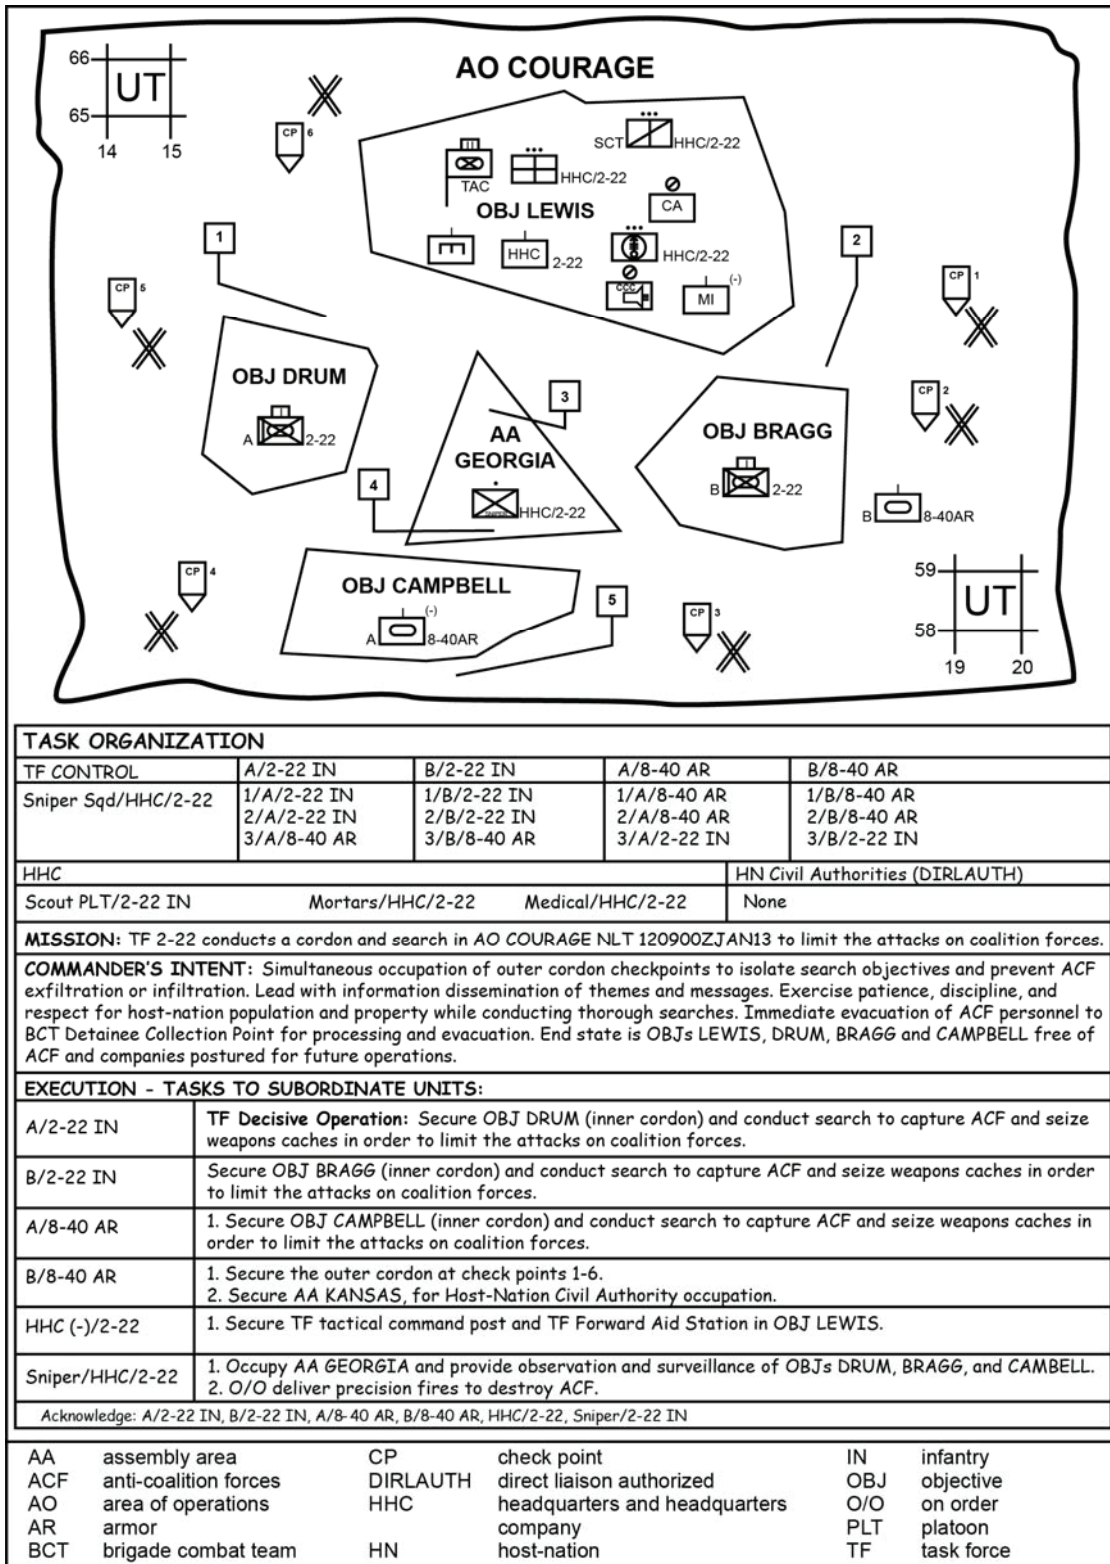 AO COURAGE
66
UT
65
14 15
CP 6
SCT HHC/2-22
TAC
HHC/2-22
CA
OBJ LEWIS
HHC 2-22
HHC/2-22
CCC
MI (-)
1
2
CP 5
CP 1
OBJ DRUM
A 2-22
3
AA
GEORGIA
HHC/2-22
CP 2
OBJ BRAGG
B 2-22
B 8-40AR
4
CP 4
OBJ CAMPBELL
(-)
A 8-40AR
5
CP 3
59
UT
58
19 20
TASK ORGANIZATION
TF CONTROL A/2-22 IN B/2-22 IN A/8-40 AR B/8-40 AR
Sniper Sqd/HHC/2-22 1/A/2-22 IN 1/B/2-22 IN 1/A/8-40 AR 1/B/8-40 AR
2/A/2-22 IN 2/B/2-22 IN 2/A/8-40 AR 2/B/8-40 AR
3/A/8-40 AR 3/B/8-40 AR 3/A/2-22 IN 3/B/2-22 IN
HHC HN Civil Authorities (DIRLAUTH)
Scout PLT/2-22 IN Mortars/HHC/2-22 Medical/HHC/2-22 None
MISSION: TF 2-22 conducts a cordon and search in AO COURAGE NLT 120900ZJAN13 to limit the attacks on coalition forces.
COMMANDER'S INTENT: Simultaneous occupation of outer cordon checkpoints to isolate search objectives and prevent ACF
exfiltration or infiltration. Lead with information dissemination of themes and messages. Exercise patience, discipline, and
respect for host-nation population and property while conducting thorough searches. Immediate evacuation of ACF personnel to
BCT Detainee Collection Point for processing and evacuation. End state is OBJs LEWIS, DRUM, BRAGG and CAMPBELL free of
ACF and companies postured for future operations.
EXECUTION - TASKS TO SUBORDINATE UNITS:
A/2-22 IN TF Decisive Operation: Secure OBJ DRUM (inner cordon) and conduct search to capture ACF and seize
weapons caches in order to limit the attacks on coalition forces.
B/2-22 IN Secure OBJ BRAGG (inner cordon) and conduct search to capture ACF and seize weapons caches in order
to limit the attacks on coalition forces.
A/8-40 AR 1. Secure OBJ CAMPBELL (inner cordon) and conduct search to capture ACF and seize weapons caches in
order to limit the attacks on coalition forces.
B/8-40 AR 1. Secure the outer cordon at check points 1-6.
2. Secure AA KANSAS, for Host-Nation Civil Authority occupation.
HHC (-)/2-22 1. Secure TF tactical command post and TF Forward Aid Station in OBJ LEWIS.
Sniper/HHC/2-22 1. Occupy AA GEORGIA and provide observation and surveillance of OBJs DRUM, BRAGG, and CAMBELL.
2. O/O deliver precision fires to destroy ACF.
Acknowledge: A/2-22 IN, B/2-22 IN, A/8-40 AR, B/8-40 AR, HHC/2-22, Sniper/2-22 IN
AA assembly area CP check point IN infantry
ACF anti-coalition forces DIRLAUTH direct liaison authorized OBJ objective
AO area of operations HHC headquarters and headquarters O/O on order
AR armor company PLT platoon
BCT brigade combat team HN host-nation TF task force